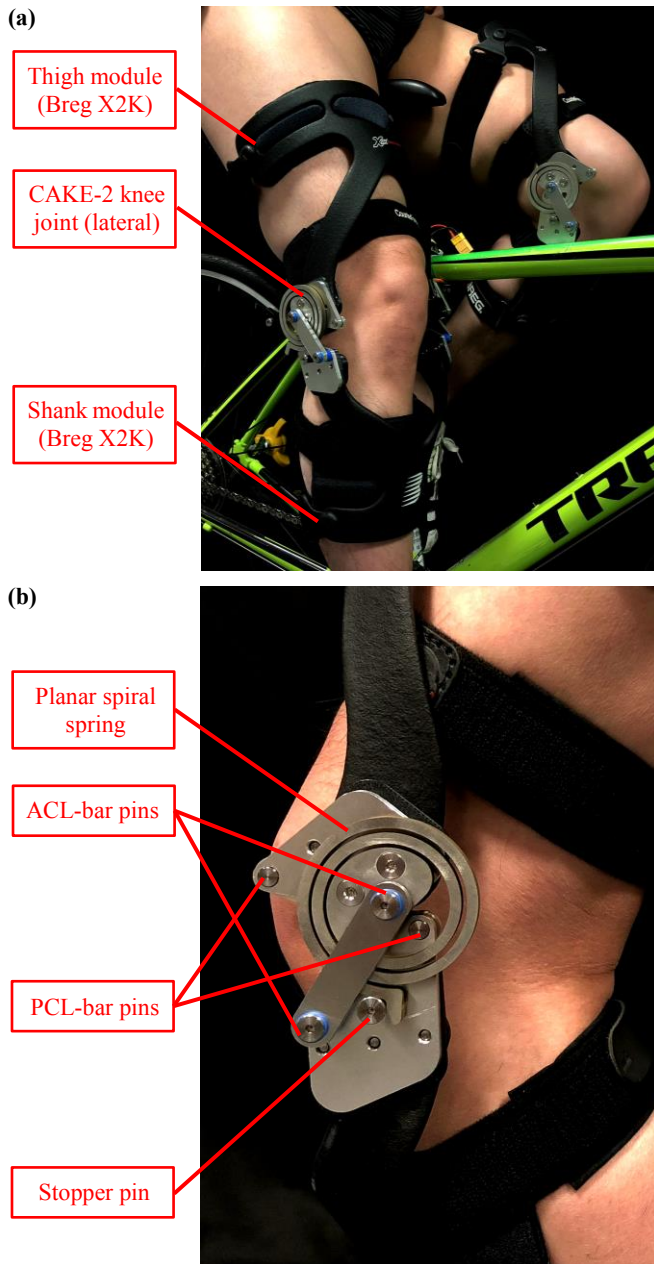 (a)
Thigh module
(Breg X2K)
CAKE-2 knee
joint (lateral)
Shank module
(Breg X2K)
BREG.
TRE
(b)
Planar spiral
spring
ACL-bar pins
PCL-bar pins
Stopper pin